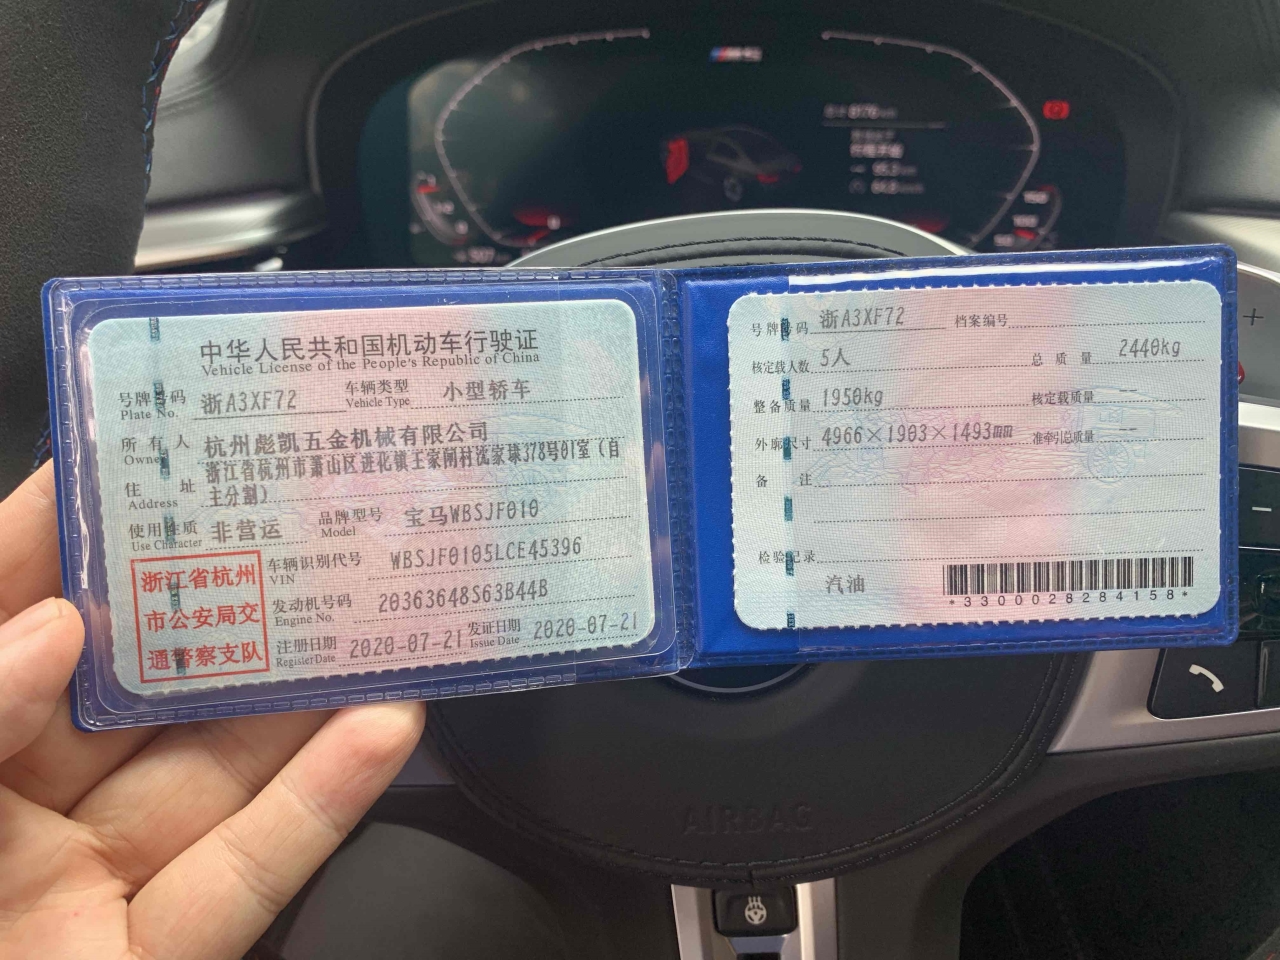 中华人民共和国机动车行驶证
Vehicle License of the People's Republic of China
号牌号码 浙A3XF72 车辆类型 小型轿车
Plate No. Vehicle Type
所有人 杭州彪凯五金机械有限公司
Owner
住址 浙江省杭州市萧山区进化镇王家闸村沈家埭378号01室（自
Address 主分割）
使用性质 非营运 品牌型号 宝马WBSJF010
Use Character Model
浙江省杭州
市公安局交
通警察支队
车辆识别代号 WBSJF0105LCE45396
VIN
发动机号码 20363648S63B44B
Engine No.
注册日期 2020-07-21 发证日期 2020-07-21
Register Date Issue Date
号牌号码 浙A3XF72 档案编号
核定载人数 5人 总质量 2440kg
整备质量 1950kg 核定载质量 --
外廓尺寸 4966×1903×1493mm 准牵引总质量 --
备注
检验记录
汽油
*3300028284158*
AIRBAG